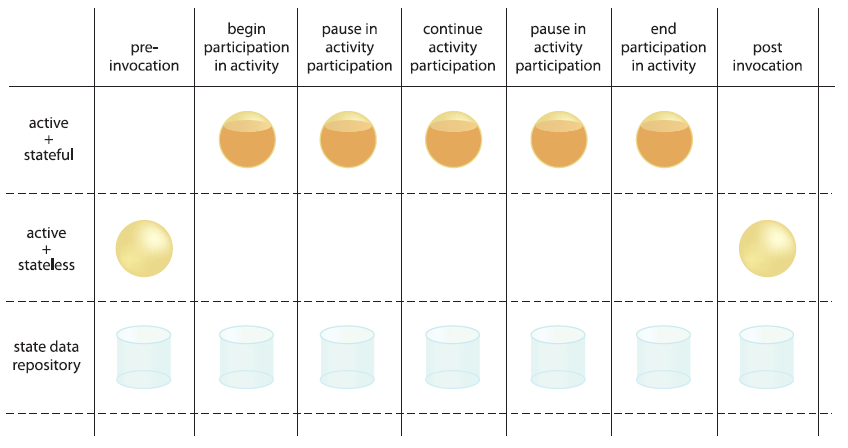 pre-
invocation
begin
participation
in activity
pause in
activity
participation
continue
activity
participation
pause in
activity
participation
end
participation
in activity
post
invocation
active
+
stateful
active
+
stateless
state data
repository